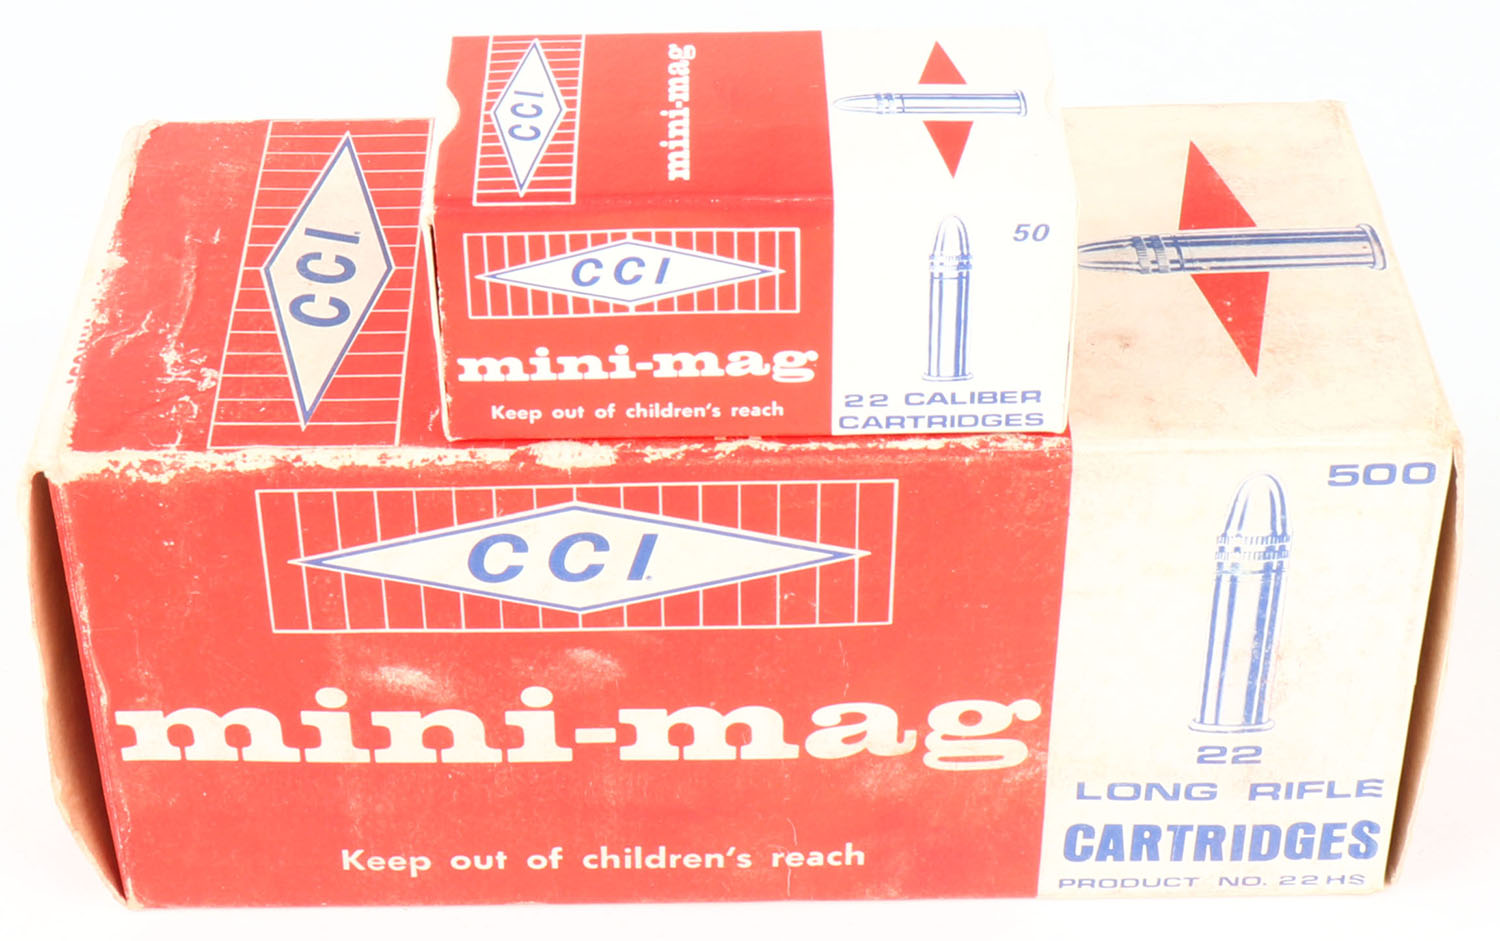 CCI
mini-mag
CCI
mini-mag
Keep out of children's reach
50
22 CALIBER
CARTRIDGES
CCI.
CCI.
mini-mag
Keep out of children's reach
500
22
LONG RIFLE
CARTRIDGES
PRODUCT NO. 22HS